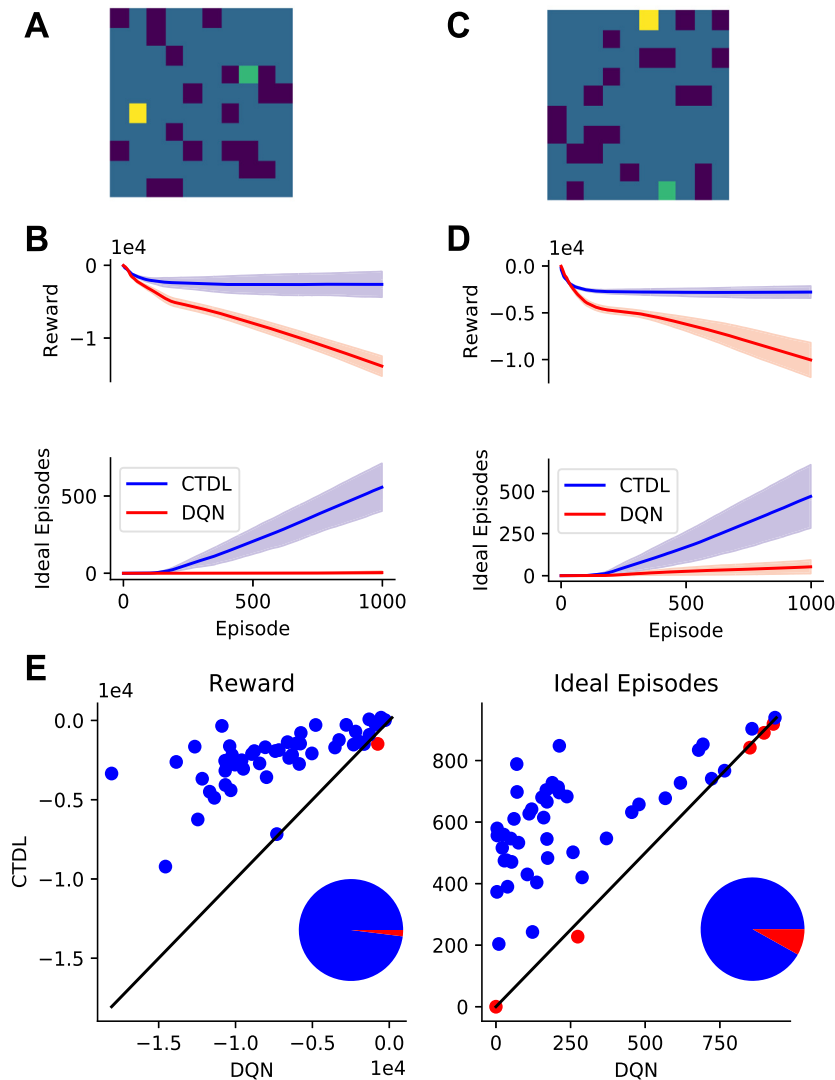 A
C
B
1e4
0
−1
Reward
D
1e4
0.0
−0.5
−1.0
Reward
500
0
Ideal Episodes
CTDL
DQN
0
500
1000
Episode
500
250
0
Ideal Episodes
CTDL
DQN
0
500
1000
Episode
E
1e4
Reward
0.0
−0.5
−1.0
−1.5
CTDL
−1.5
−1.0
−0.5
0.0
1e4
DQN
Ideal Episodes
800
600
400
200
0
0
250
500
750
DQN